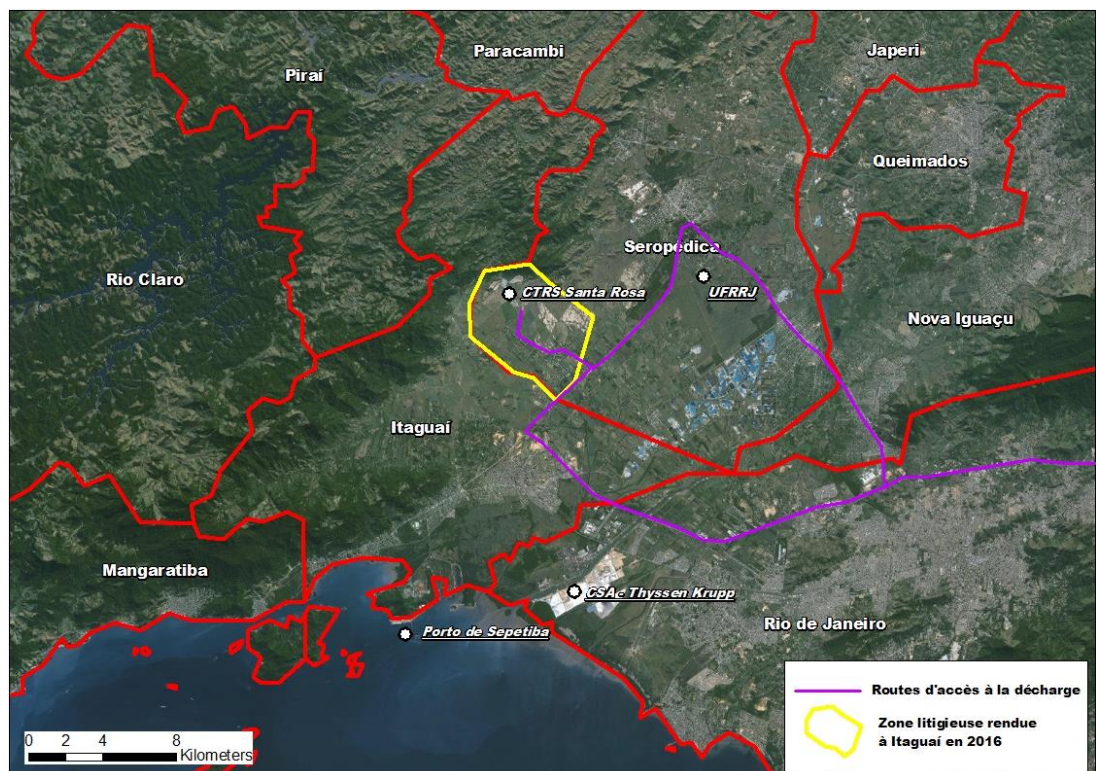 Paracambi
Japeri
Piraí
Queimados
Seropédica
Rio Claro
UFRRJ
CTRS Santa Rosa
Nova Iguaçu
Itaguaí
Mangaratiba
CSA - Thyssen Krupp
Rio de Janeiro
Porto de Sepetiba
Routes d'accès à la décharge
Zone litigieuse rendue
à Itaguaí en 2016
0 2 4 8
Kilometers